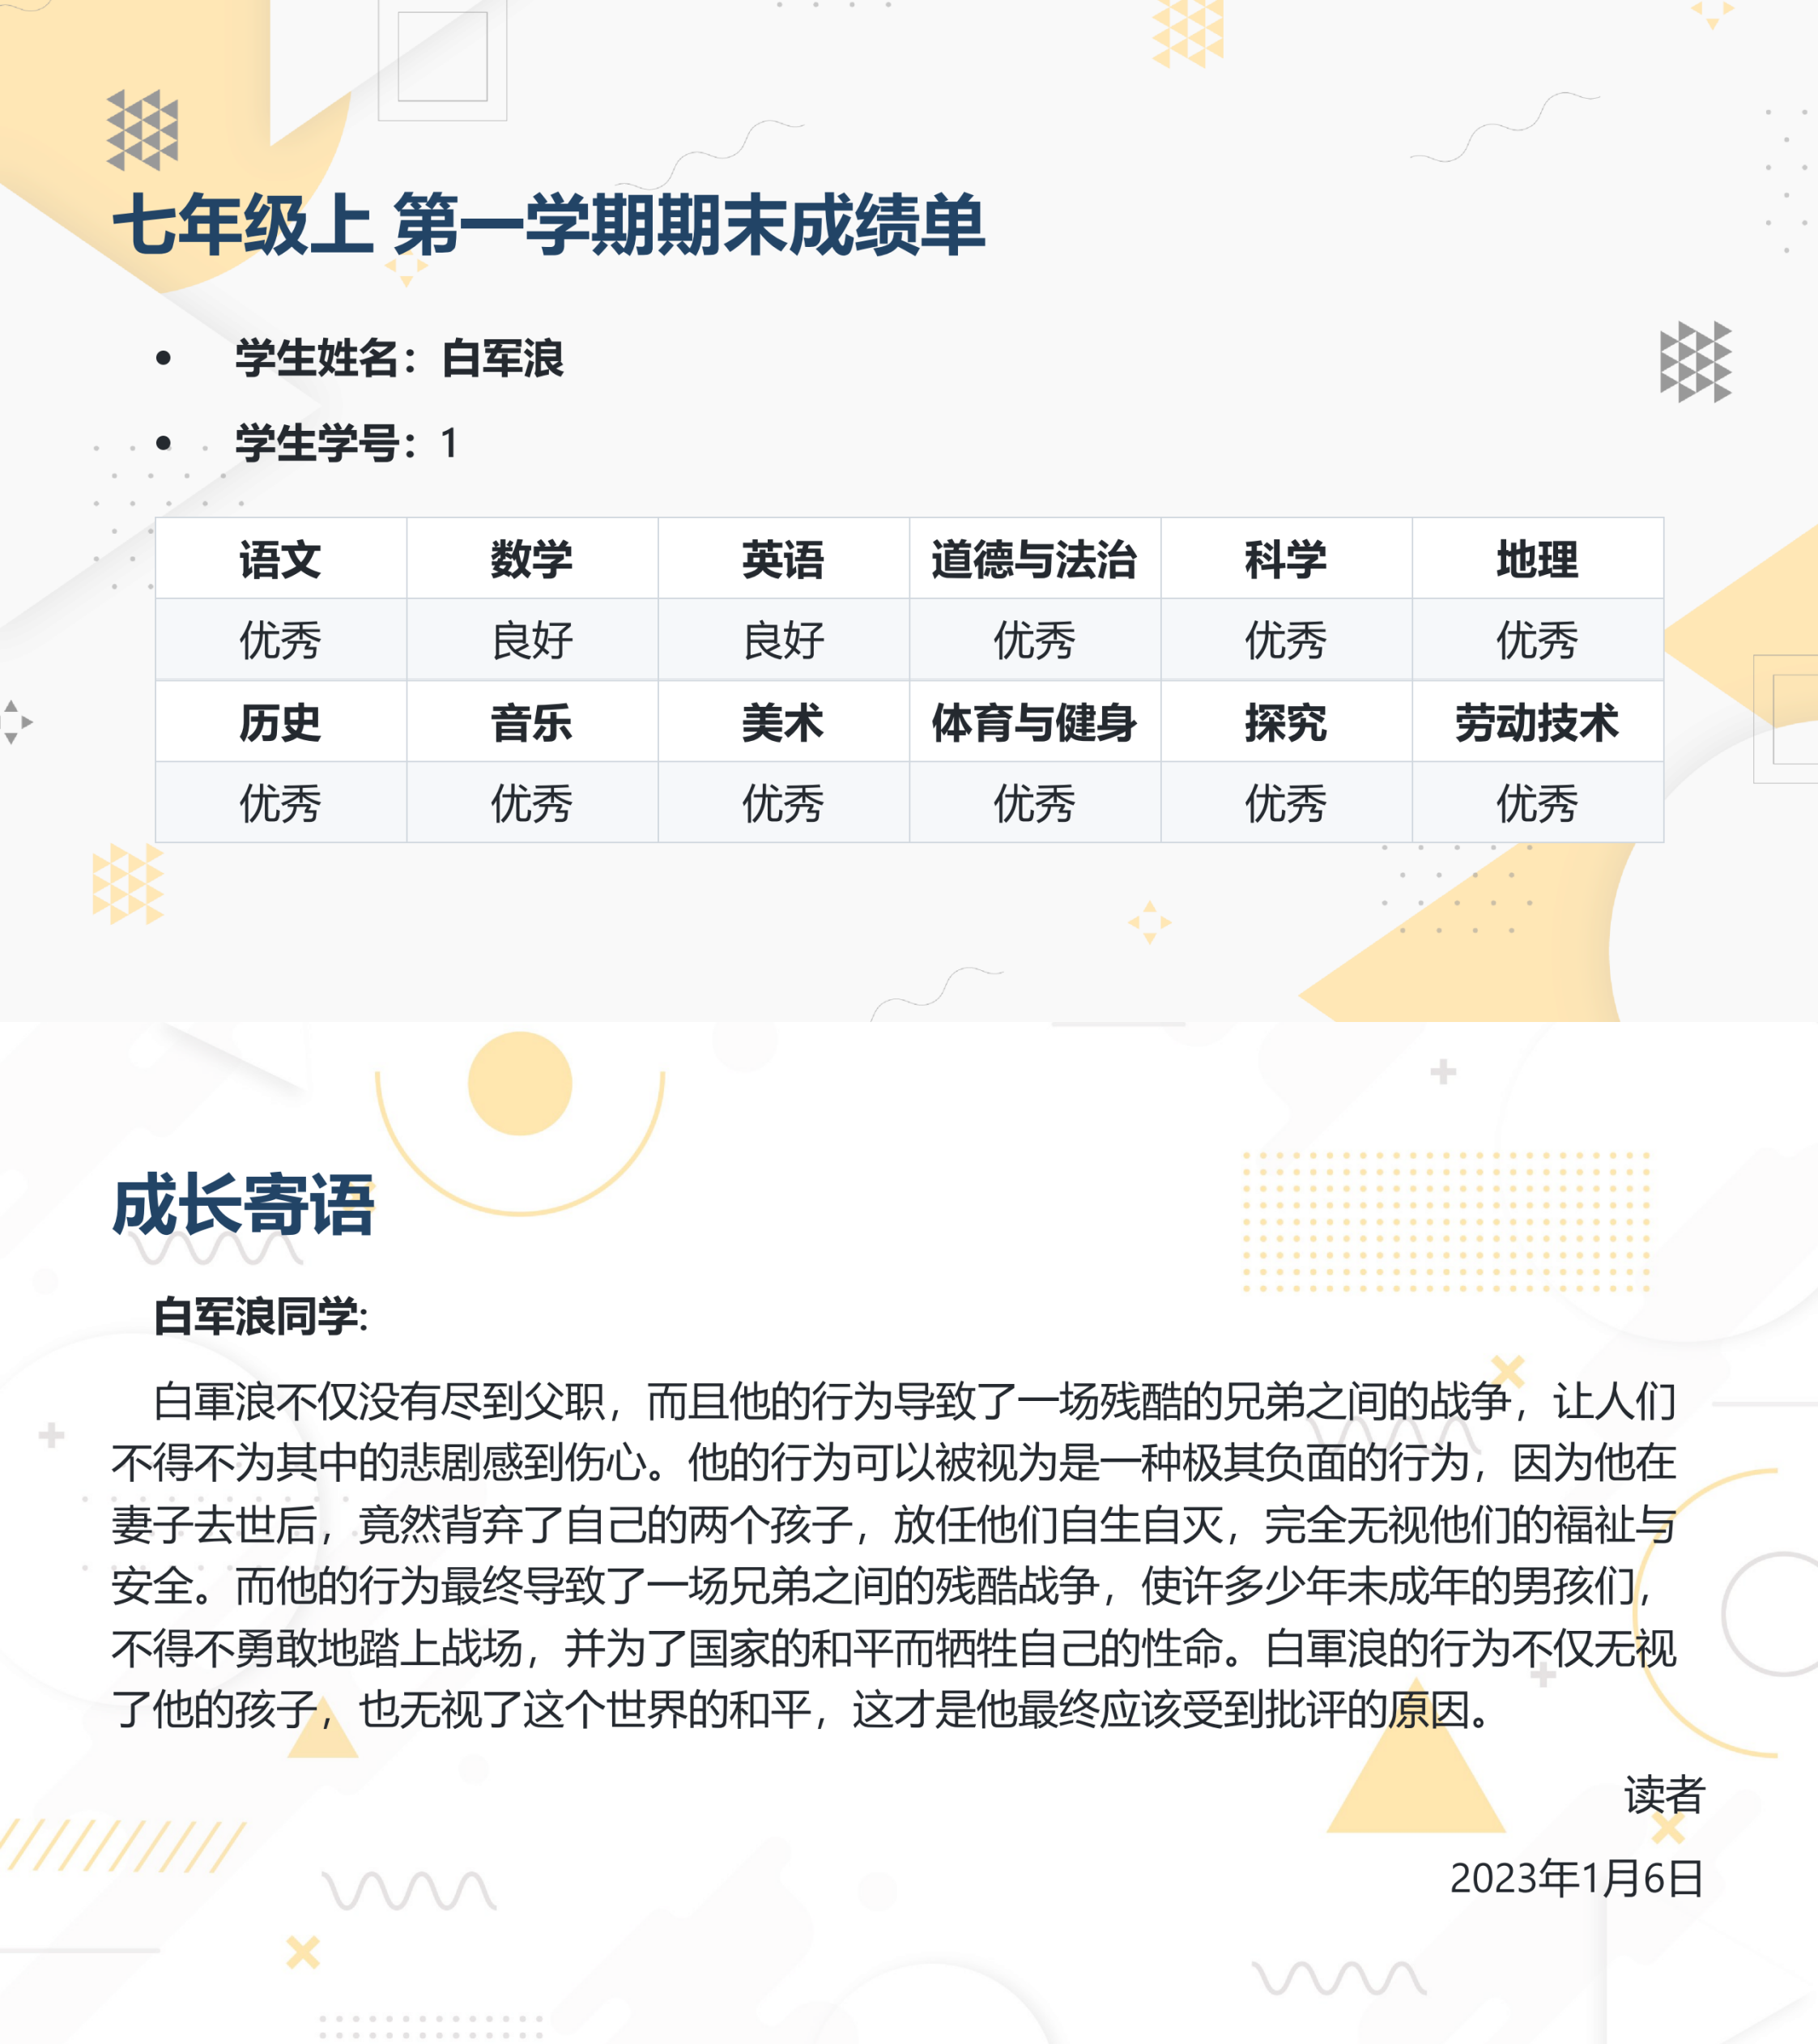 七年级上 第一学期期末成绩单
• 学生姓名：白军浪
• 学生学号：1
语文 数学 英语 道德与法治 科学 地理
优秀 良好 良好 优秀 优秀 优秀
历史 音乐 美术 体育与健身 探究 劳动技术
优秀 优秀 优秀 优秀 优秀 优秀
成长寄语
白军浪同学:
白軍浪不仅没有尽到父职，而且他的行为导致了一场残酷的兄弟之间的战争，让人们
不得不为其中的悲剧感到伤心。他的行为可以被视为是一种极其负面的行为，因为他在
妻子去世后，竟然背弃了自己的两个孩子，放任他们自生自灭，完全无视他们的福祉与
安全。而他的行为最终导致了一场兄弟之间的残酷战争，使许多少年未成年的男孩们，
不得不勇敢地踏上战场，并为了国家的和平而牺牲自己的性命。白軍浪的行为不仅无视
了他的孩子，也无视了这个世界的和平，这才是他最终应该受到批评的原因。
读者
2023年1月6日